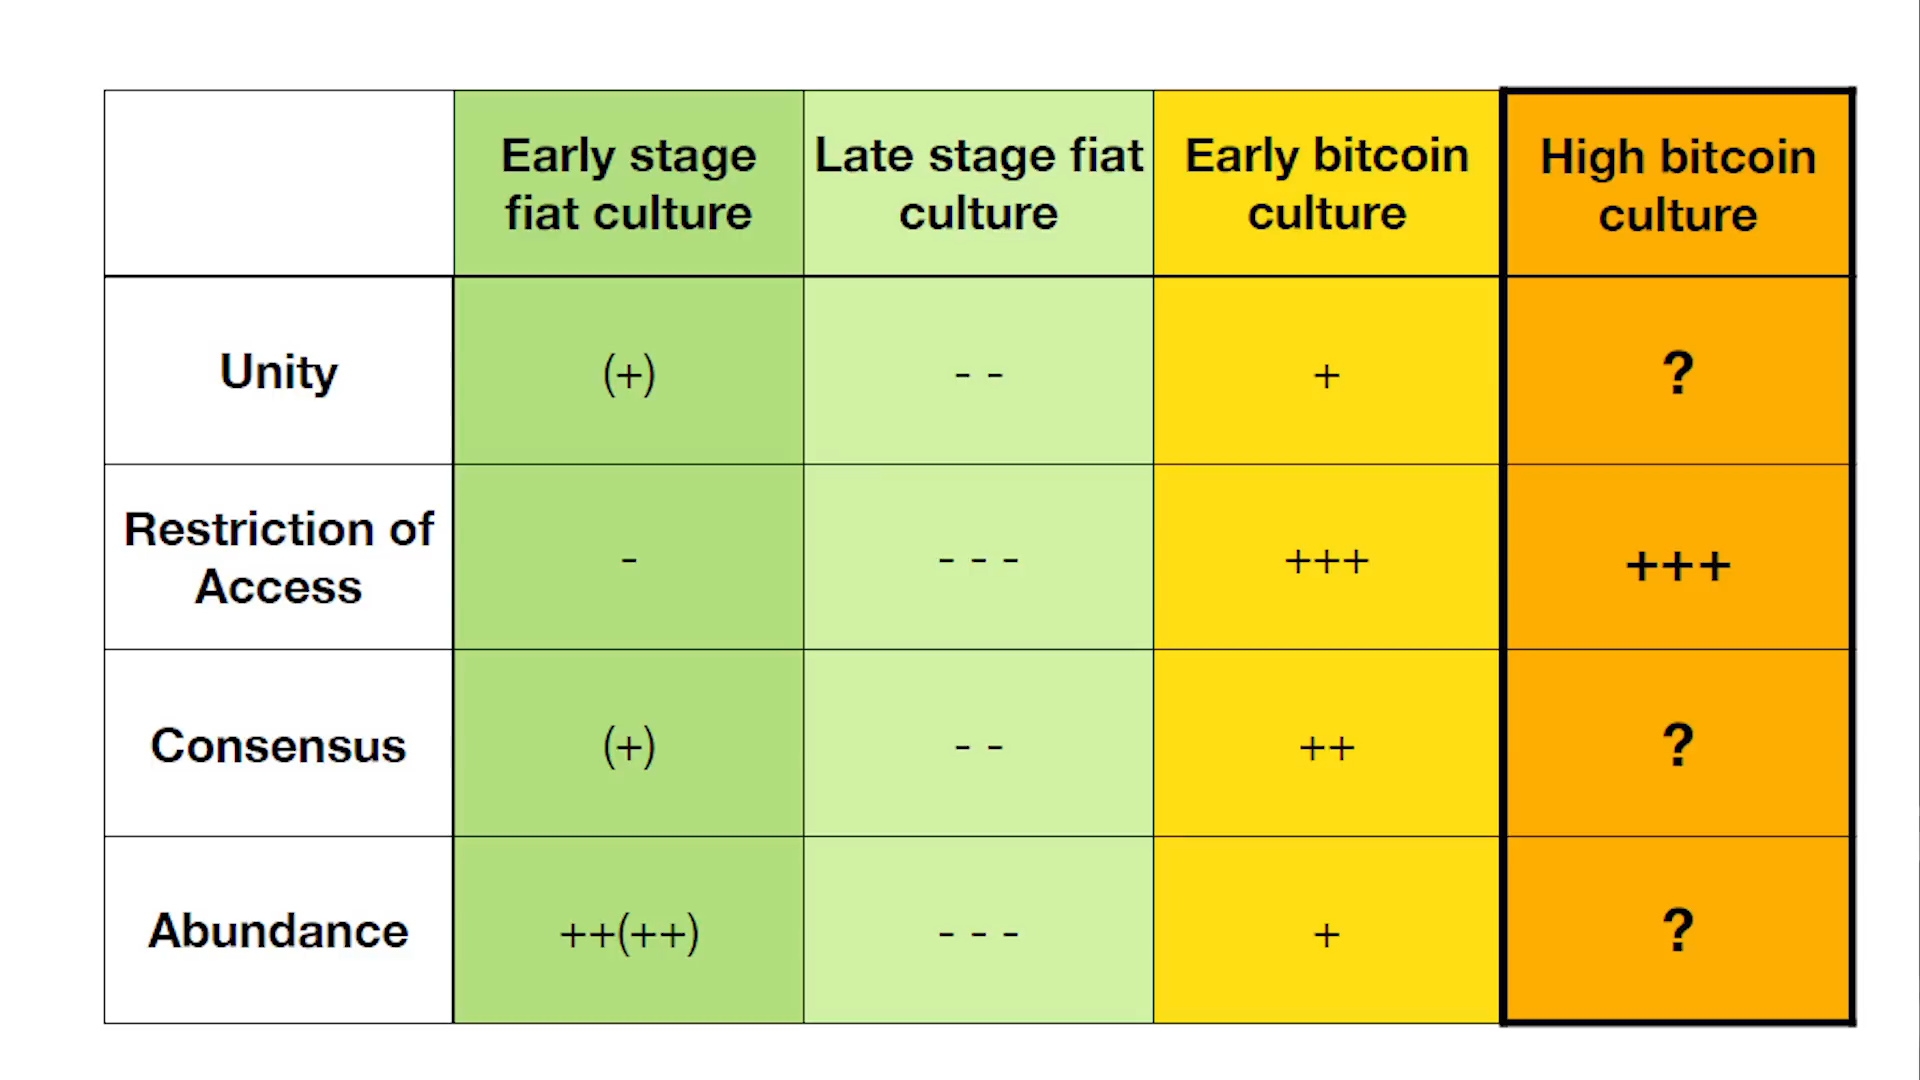 Early stage
fiat culture
Late stage fiat
culture
Early bitcoin
culture
High bitcoin
culture
Unity
(+)
- -
+
?
Restriction of
Access
-
- - -
+++
+++
Consensus
(+)
- -
++
?
Abundance
++(++)
- - -
+
?